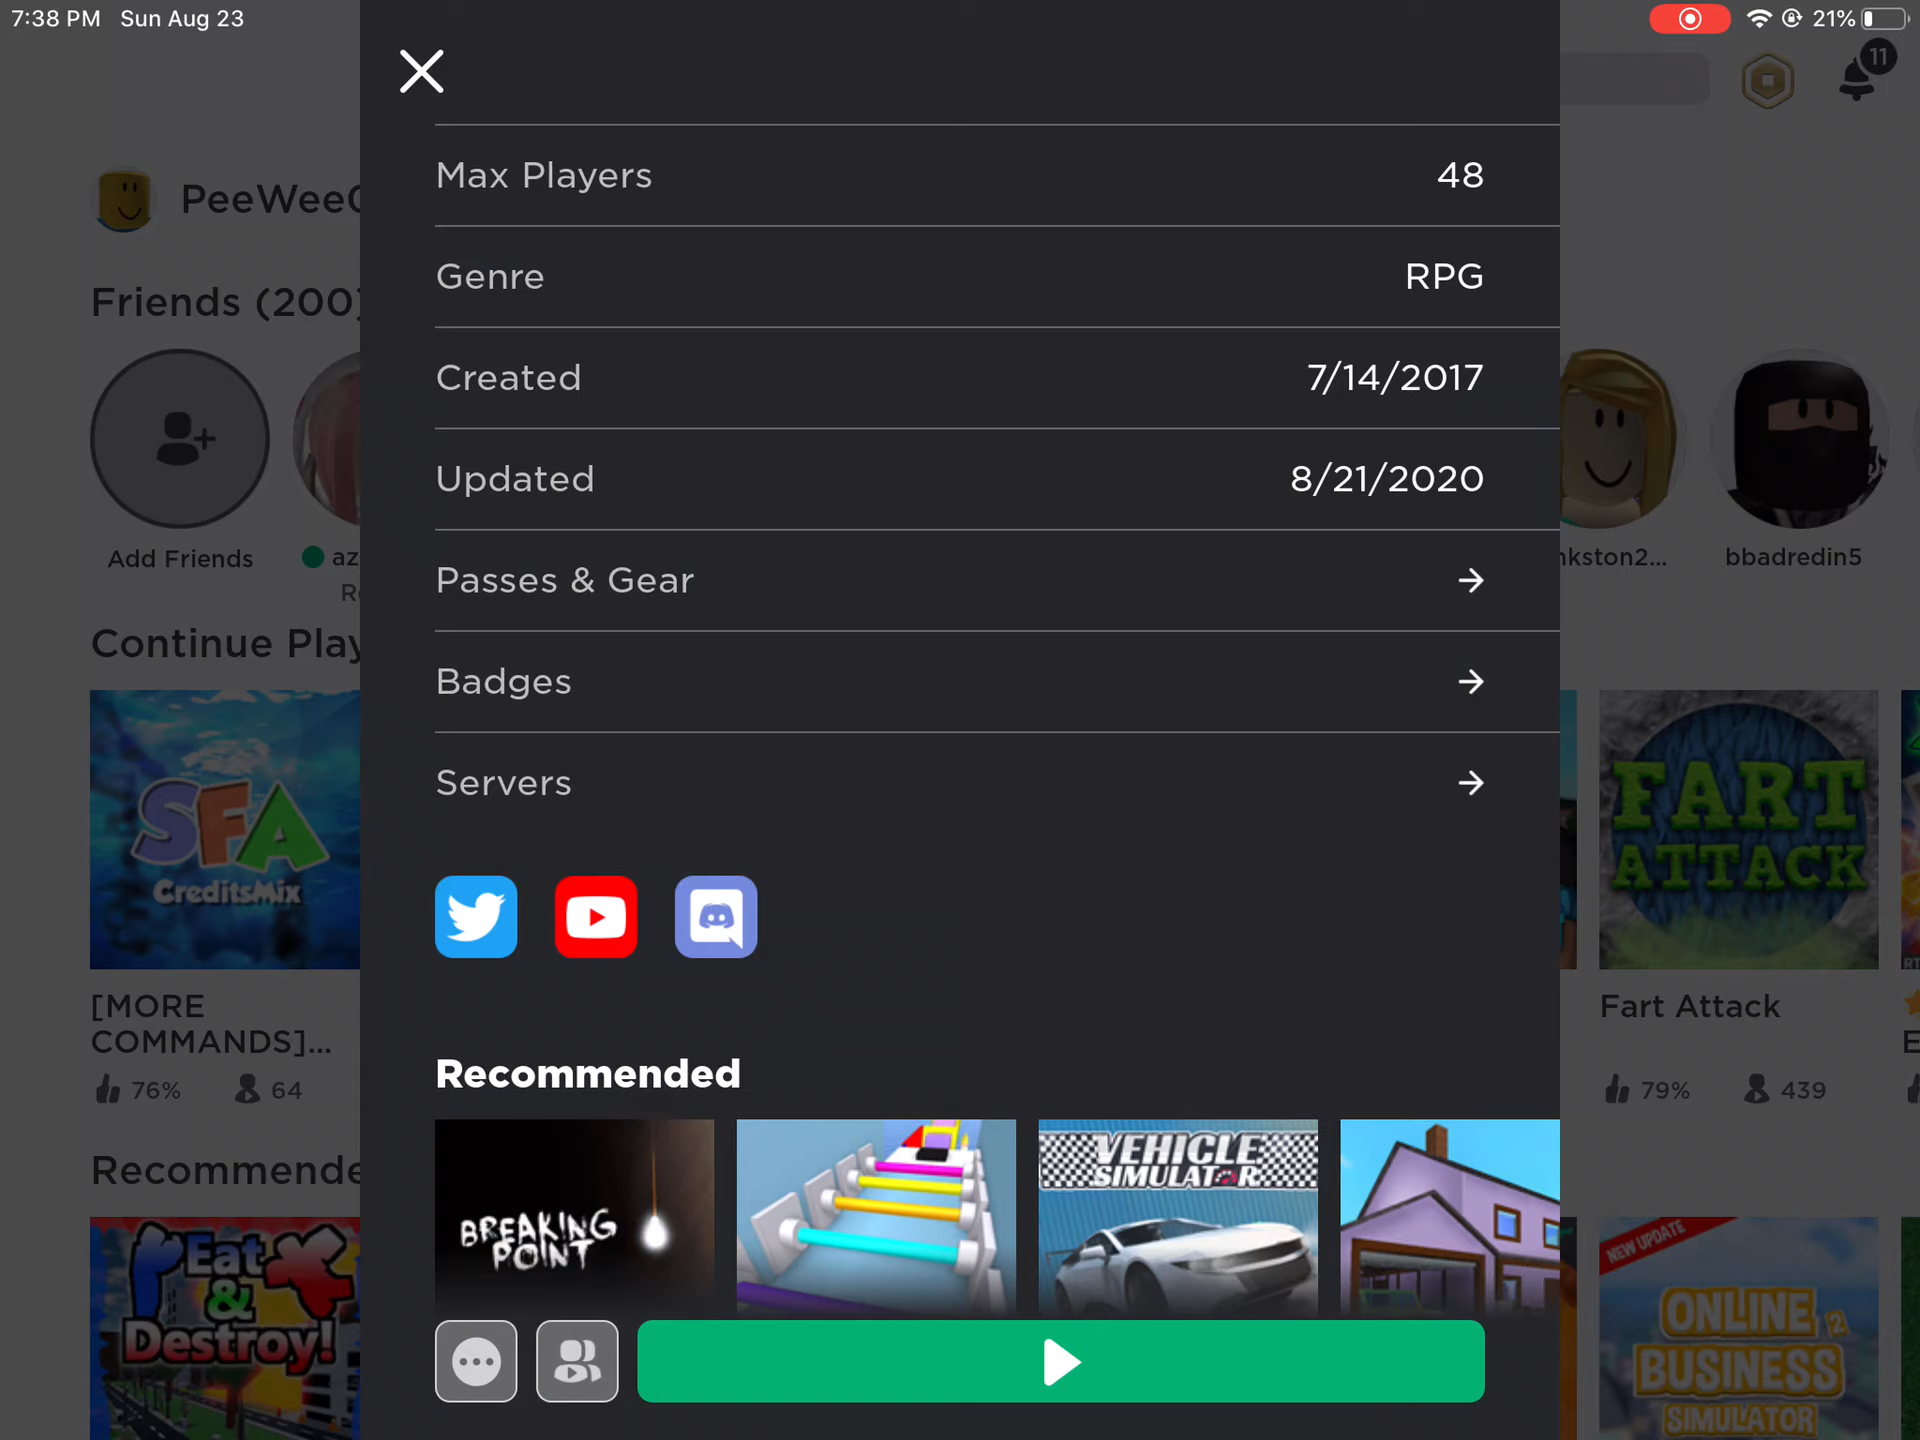 7:38 PM Sun Aug 23
21%
11
PeeWee
Friends (200)
Add Friends
az
nkston2...
bbadredin5
Continue Play
SFA
CreditsMix
[MORE
COMMANDS]...
76% 64
Recommende
Eat
&
Destroy!
Max Players 48
Genre RPG
Created 7/14/2017
Updated 8/21/2020
Passes & Gear
Badges
Servers
Recommended
BREAKING
POINT
VEHICLE
SIMULATOR
FART
ATTACK
Fart Attack
79% 439
NEW UPDATE
ONLINE
BUSINESS 2
SIMULATOR